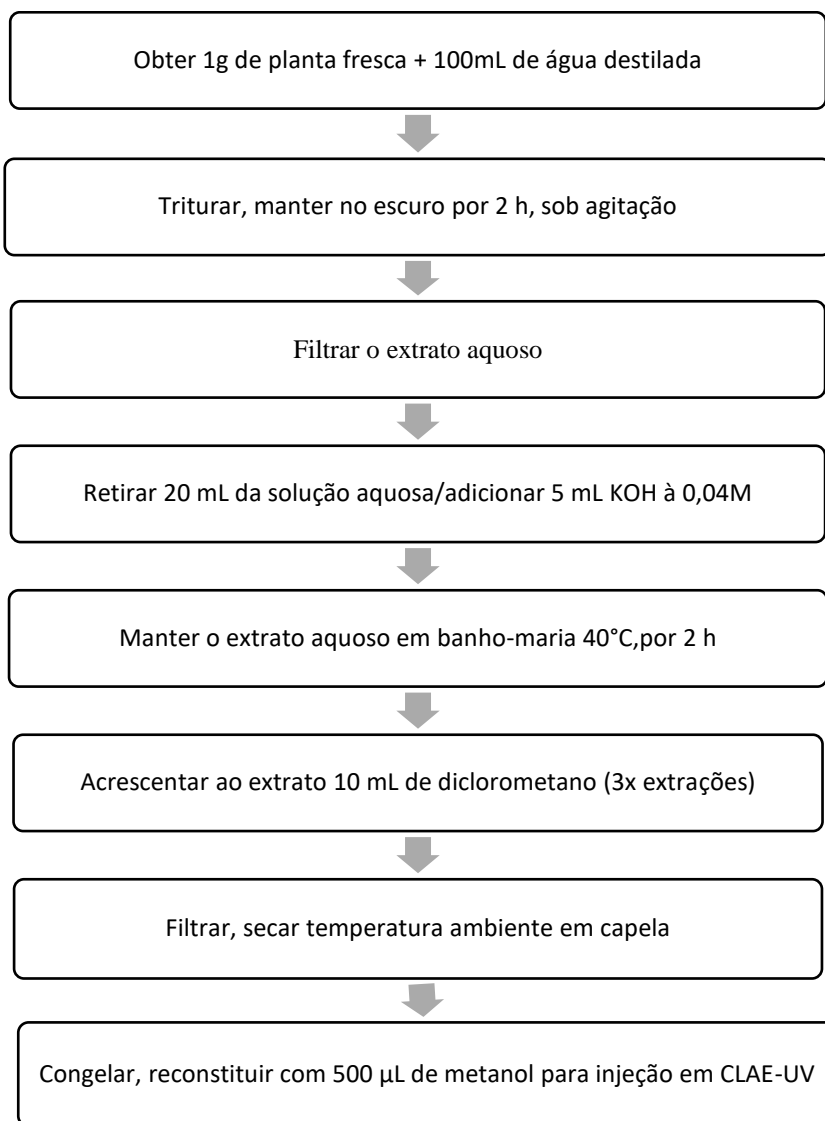 Obter 1g de planta fresca + 100mL de água destilada
Triturar, manter no escuro por 2 h, sob agitação
Filtrar o extrato aquoso
Retirar 20 mL da solução aquosa/adicionar 5 mL KOH à 0,04M
Manter o extrato aquoso em banho-maria 40°C,por 2 h
Acrescentar ao extrato 10 mL de diclorometano (3x extrações)
Filtrar, secar temperatura ambiente em capela
Congelar, reconstituir com 500 µL de metanol para injeção em CLAE-UV